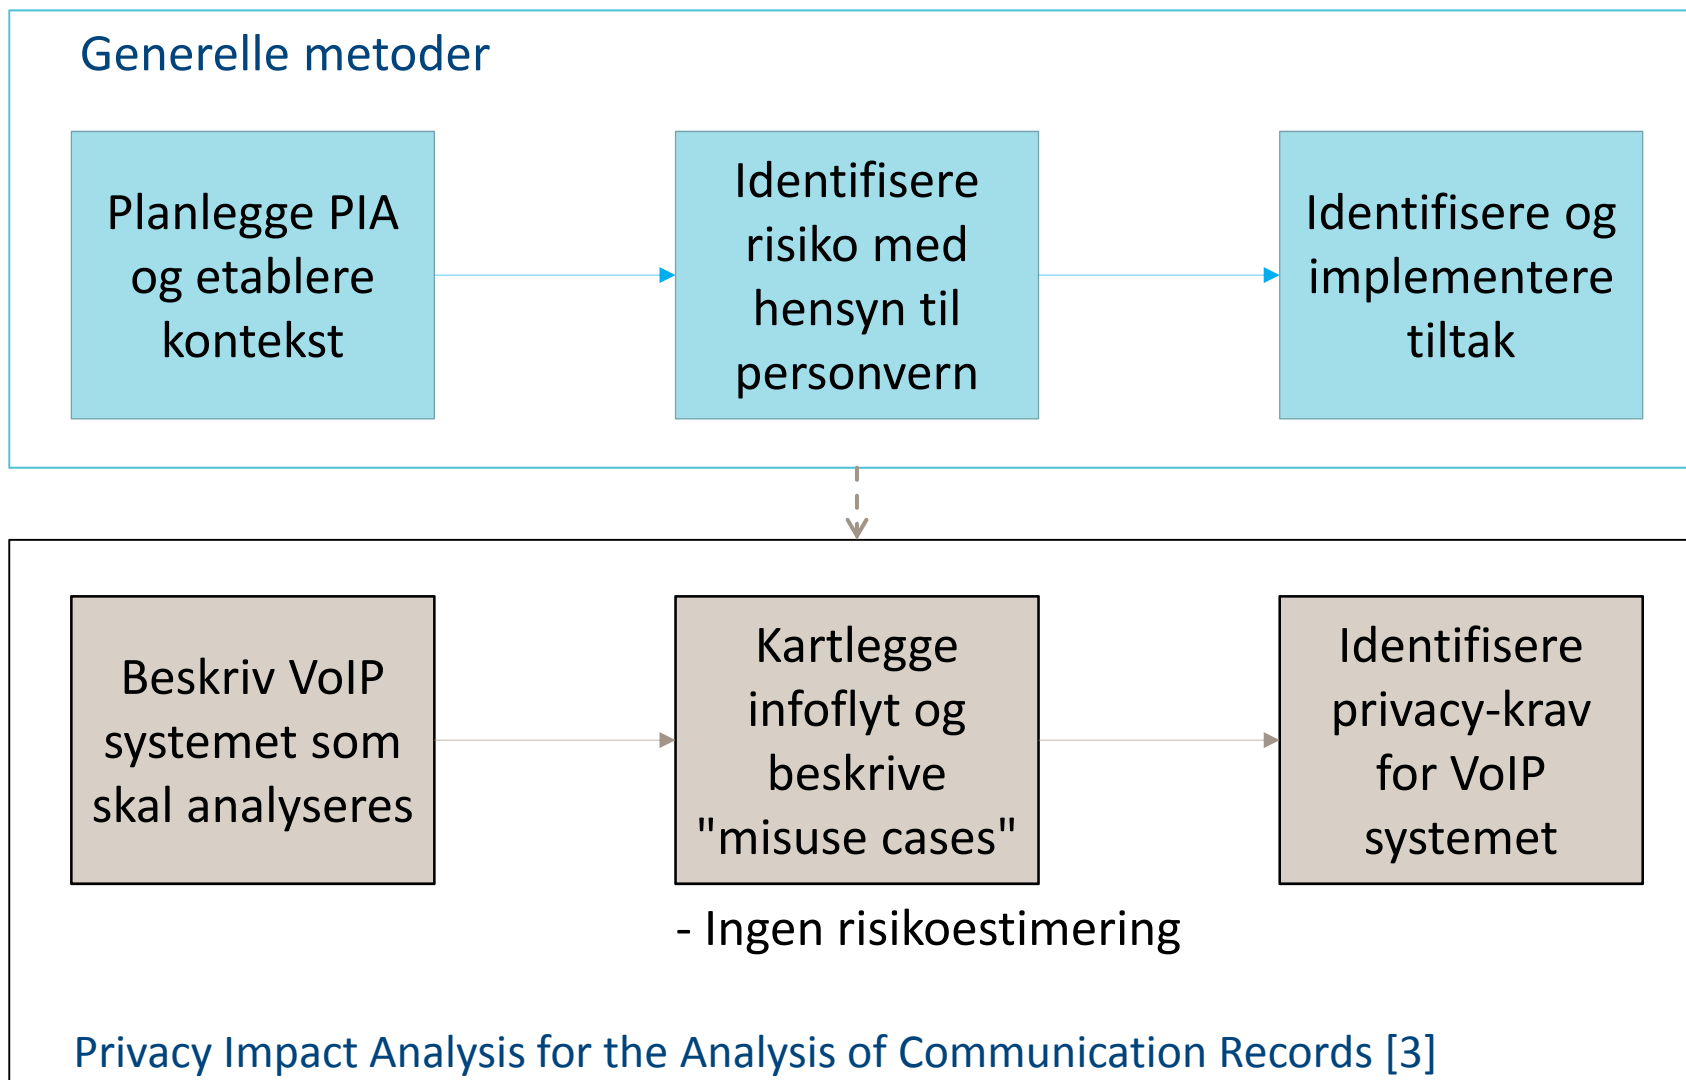 Generelle metoder
Planlegge PIA
og etablere
kontekst
Identifisere
risiko med
hensyn til
personvern
Identifisere og
implementere
tiltak
Beskriv VoIP
systemet som
skal analyseres
Kartlegge
infoflyt og
beskrive
"misuse cases"
Identifisere
privacy-krav
for VoIP
systemet
- Ingen risikoestimering
Privacy Impact Analysis for the Analysis of Communication Records [3]